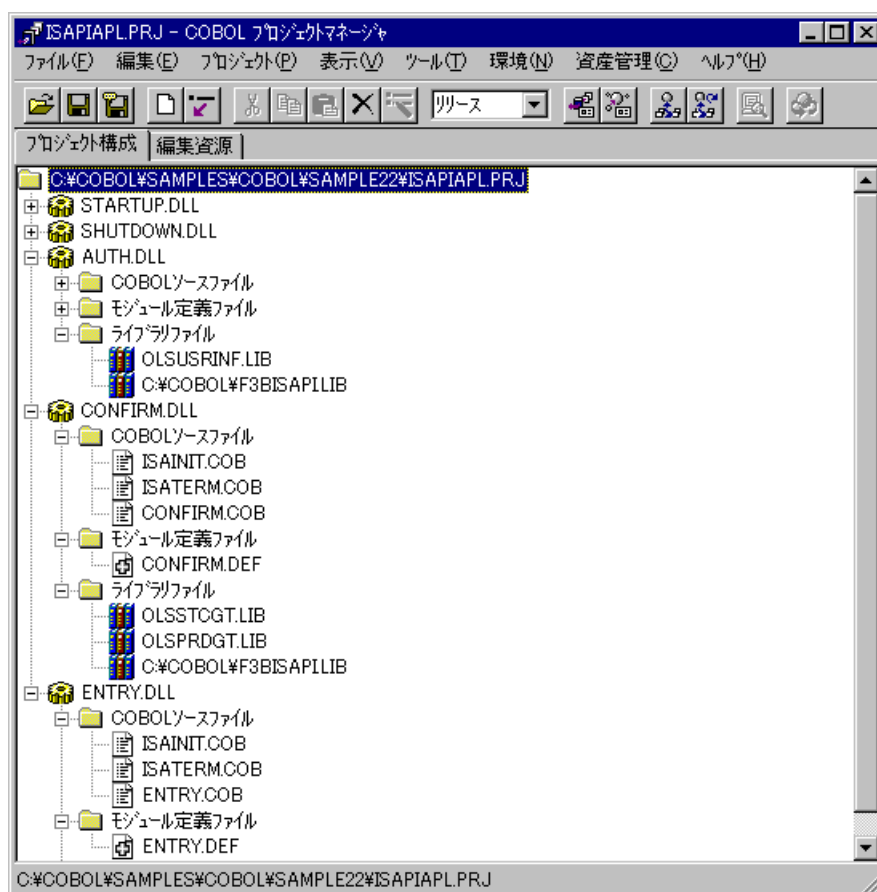 ISAPIAPL.PRJ - COBOL ﾌﾟﾛｼﾞｪｸﾄﾏﾈｰｼﾞｬ
ﾌｧｲﾙ(F) 編集(E) ﾌﾟﾛｼﾞｪｸﾄ(P) 表示(V) ﾂｰﾙ(T) 環境(N) 資産管理(C) ﾍﾙﾌﾟ(H)
ﾘﾘｰｽ
ﾌﾟﾛｼﾞｪｸﾄ構成 編集資源
C:¥COBOL¥SAMPLES¥COBOL¥SAMPLE22¥ISAPIAPL.PRJ
STARTUP.DLL
SHUTDOWN.DLL
AUTH.DLL
COBOLｿｰｽﾌｧｲﾙ
ﾓｼﾞｭｰﾙ定義ﾌｧｲﾙ
ﾗｲﾌﾞﾗﾘﾌｧｲﾙ
OLSUSRINF.LIB
C:¥COBOL¥F3BISAPI.LIB
CONFIRM.DLL
COBOLｿｰｽﾌｧｲﾙ
ISAINIT.COB
ISATERM.COB
CONFIRM.COB
ﾓｼﾞｭｰﾙ定義ﾌｧｲﾙ
CONFIRM.DEF
ﾗｲﾌﾞﾗﾘﾌｧｲﾙ
OLSSTCGT.LIB
OLSPRDGT.LIB
C:¥COBOL¥F3BISAPI.LIB
ENTRY.DLL
COBOLｿｰｽﾌｧｲﾙ
ISAINIT.COB
ISATERM.COB
ENTRY.COB
ﾓｼﾞｭｰﾙ定義ﾌｧｲﾙ
ENTRY.DEF
C:¥COBOL¥SAMPLES¥COBOL¥SAMPLE22¥ISAPIAPL.PRJ